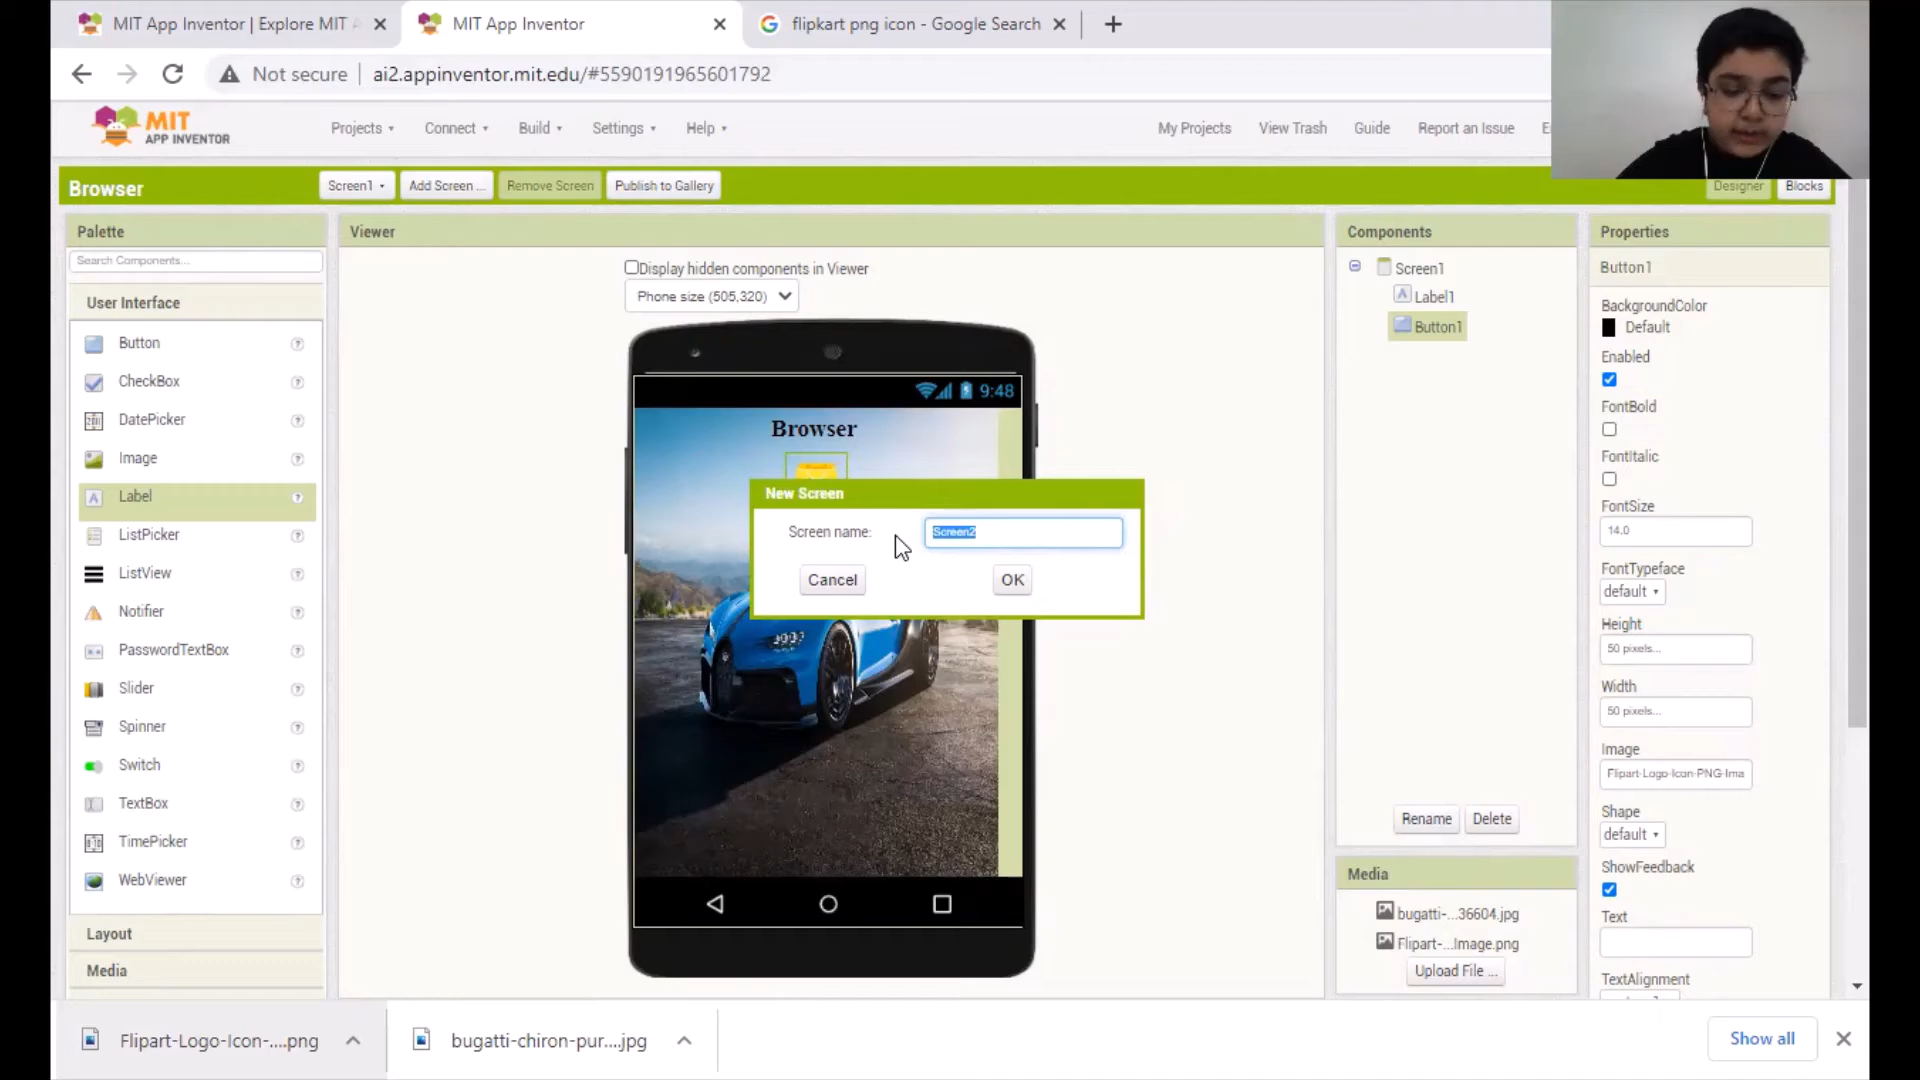 MIT App Inventor | Explore MIT A
MIT App Inventor
flipkart png icon - Google Search
Not secure
ai2.appinventor.mit.edu/#5590191965601792
MIT
APP INVENTOR
Projects
Connect
Build
Settings
Help
My Projects
View Trash
Guide
Report an Issue
Browser
Screen1
Add Screen ...
Remove Screen
Publish to Gallery
Designer
Blocks
Palette
Search Components...
User Interface
Button
CheckBox
DatePicker
Image
Label
ListPicker
ListView
Notifier
PasswordTextBox
Slider
Spinner
Switch
TextBox
TimePicker
WebViewer
Layout
Media
Viewer
Display hidden components in Viewer
Phone size (505,320)
9:48
Browser
New Screen
Screen name:
Screen2
Cancel
OK
Components
Screen1
Label1
Button1
Rename
Delete
Media
bugatti-...36604.jpg
Flipart-...Image.png
Upload File ...
Properties
Button1
BackgroundColor
Default
Enabled
FontBold
FontItalic
FontSize
14.0
FontTypeface
default
Height
50 pixels...
Width
50 pixels...
Image
Flipart-Logo-Icon-PNG-Ima
Shape
default
ShowFeedback
Text
TextAlignment
Flipart-Logo-Icon-....png
bugatti-chiron-pur....jpg
Show all